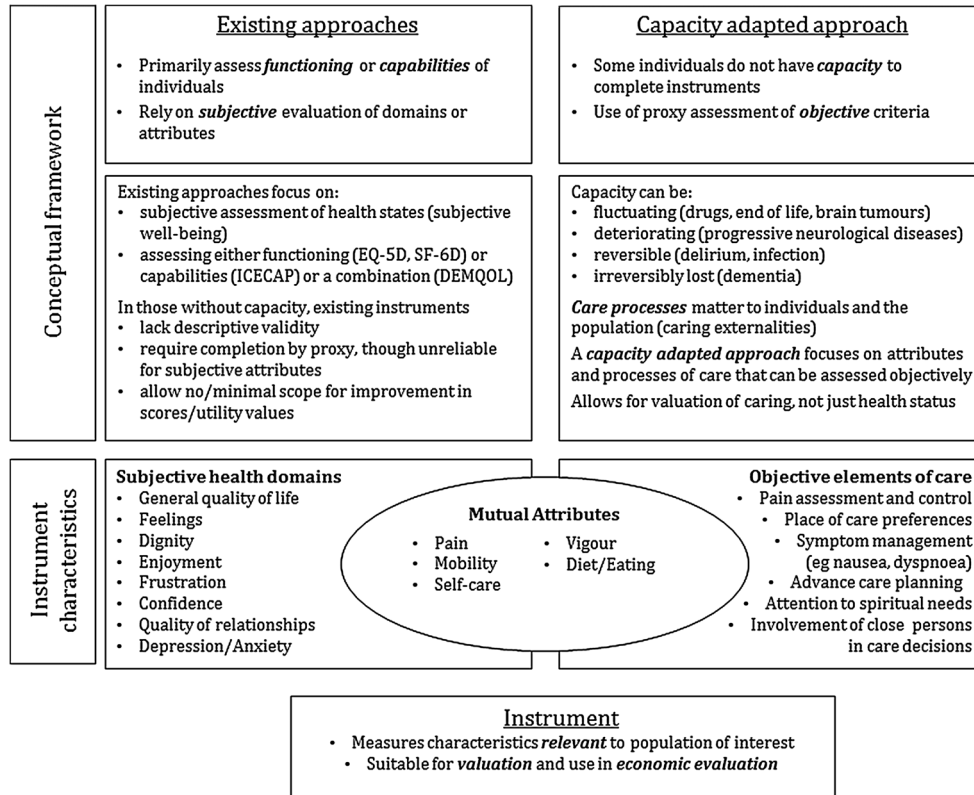 Conceptual framework
Existing approaches
• Primarily assess functioning or capabilities of
individuals
• Rely on subjective evaluation of domains or
attributes
Capacity adapted approach
• Some individuals do not have capacity to
complete instruments
• Use of proxy assessment of objective criteria
Existing approaches focus on:
• subjective assessment of health states (subjective
well-being)
• assessing either functioning (EQ-5D, SF-6D) or
capabilities (ICECAP) or a combination (DEMQOL)
In those without capacity, existing instruments
• lack descriptive validity
• require completion by proxy, though unreliable
for subjective attributes
• allow no/minimal scope for improvement in
scores/utility values
Capacity can be:
• fluctuating (drugs, end of life, brain tumours)
• deteriorating (progressive neurological diseases)
• reversible (delirium, infection)
• irreversibly lost (dementia)
Care processes matter to individuals and the
population (caring externalities)
A capacity adapted approach focuses on attributes
and processes of care that can be assessed objectively
Allows for valuation of caring, not just health status
Instrument
characteristics
Subjective health domains
• General quality of life
• Feelings
• Dignity
• Enjoyment
• Frustration
• Confidence
• Quality of relationships
• Depression/Anxiety
Mutual Attributes
• Pain
• Mobility
• Self-care
• Vigour
• Diet/Eating
Objective elements of care
• Pain assessment and control
• Place of care preferences
• Symptom management
(eg nausea, dyspnoea)
• Advance care planning
• Attention to spiritual needs
• Involvement of close persons
in care decisions
Instrument
• Measures characteristics relevant to population of interest
• Suitable for valuation and use in economic evaluation